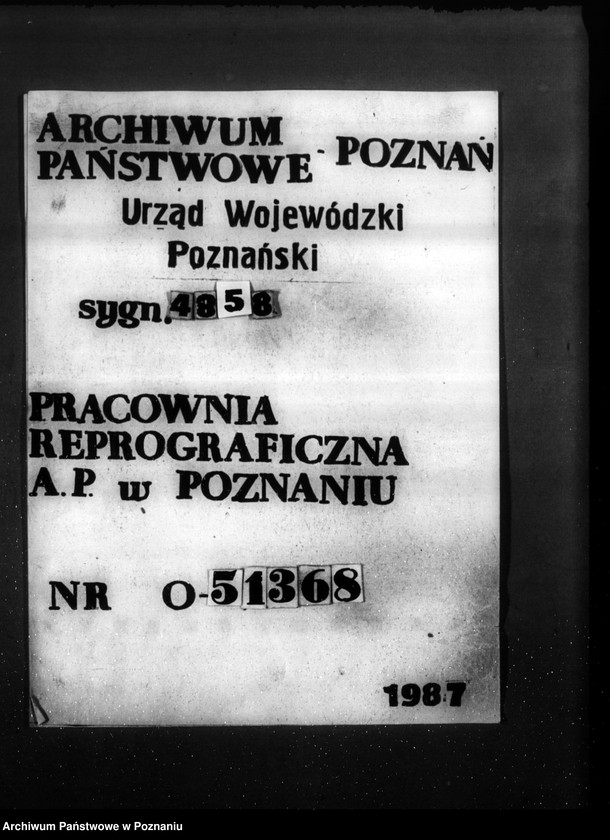 ARCHIWUM
PAŃSTWOWE - POZNAŃ
Urząd Wojewódzki
Poznański
sygn. 4858
PRACOWNIA
REPROGRAFICZNA
A.P. w POZNANIU
NR O-51368
1987
Archiwum Państwowe w Poznaniu